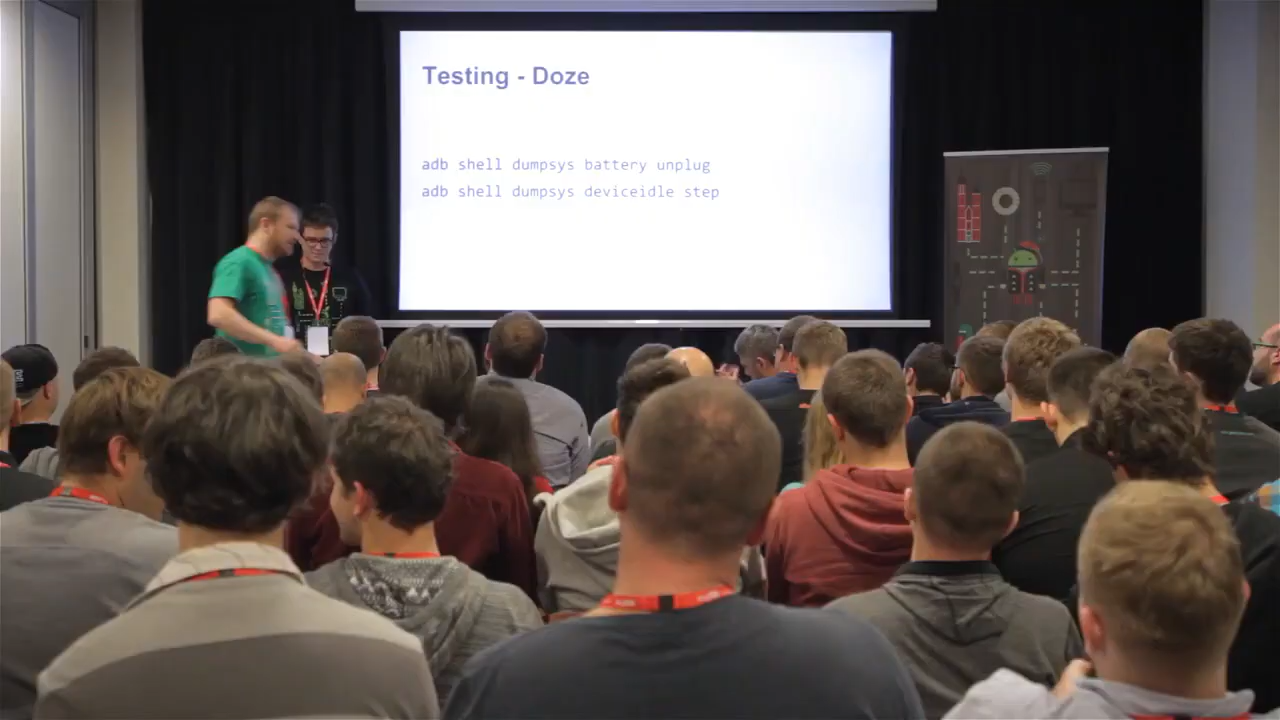 Testing - Doze
adb shell dumpsys battery unplug
adb shell dumpsys deviceidle step